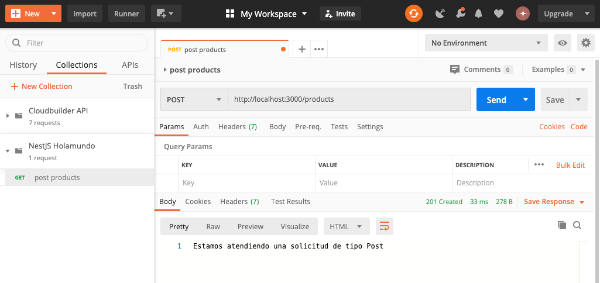 New Import Runner My Workspace Invite Upgrade
Filter
History Collections APIs
+ New Collection Trash
Cloudbuilder API
7 requests
NestJS Holamundo
1 request
GET post products
POST post products
No Environment
post products Comments 0 Examples 0
POST http://localhost:3000/products Send Save
Params Auth Headers (7) Body Pre-req. Tests Settings Cookies Code
Query Params
KEY VALUE DESCRIPTION Bulk Edit
Key Value Description
Body Cookies Headers (7) Test Results 201 Created 33 ms 278 B Save Response
Pretty Raw Preview Visualize HTML
1 Estamos atendiendo una solicitud de tipo Post